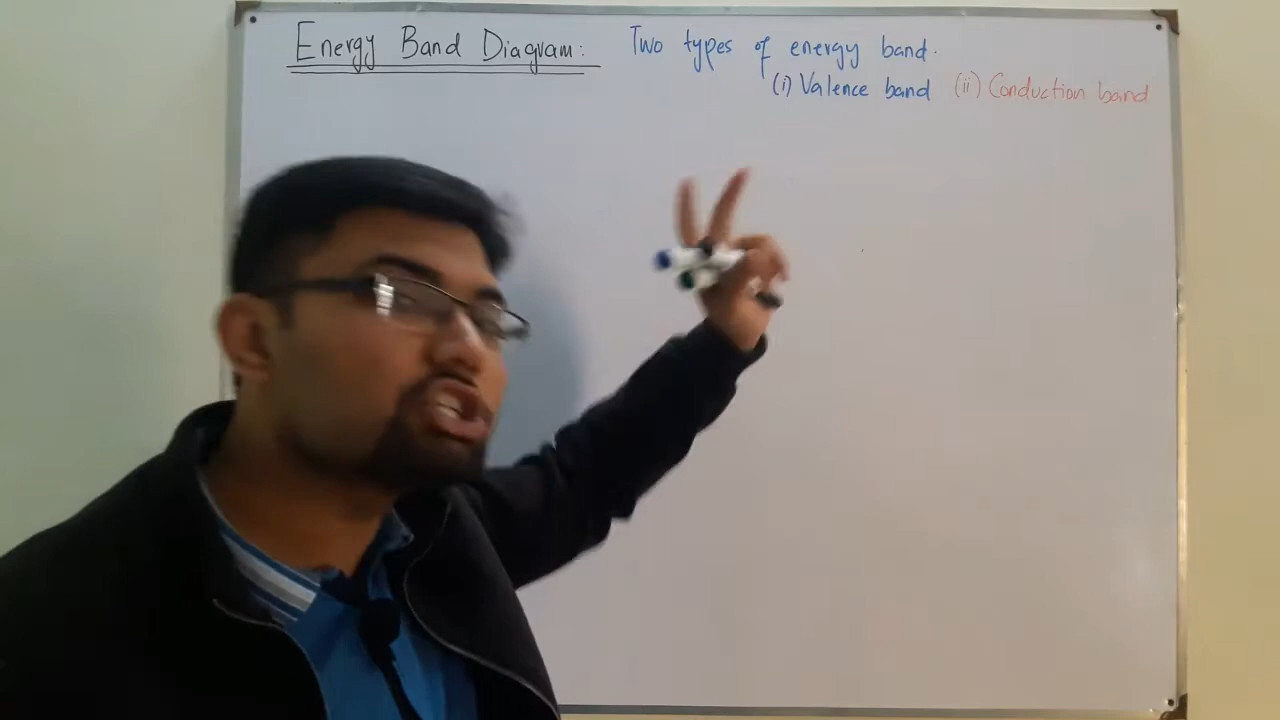 Energy Band Diagram: Two types of energy band.
(i) Valence band (ii) Conduction band